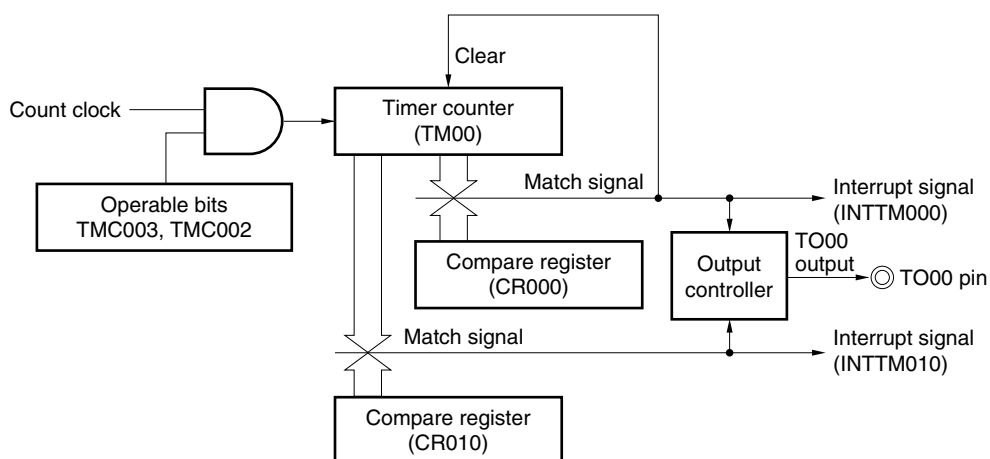 Clear
Count clock
Timer counter
(TM00)
Operable bits
TMC003, TMC002
Match signal
Interrupt signal
(INTTM000)
Compare register
(CR000)
Output
controller
TO00
output
TO00 pin
Match signal
Interrupt signal
(INTTM010)
Compare register
(CR010)